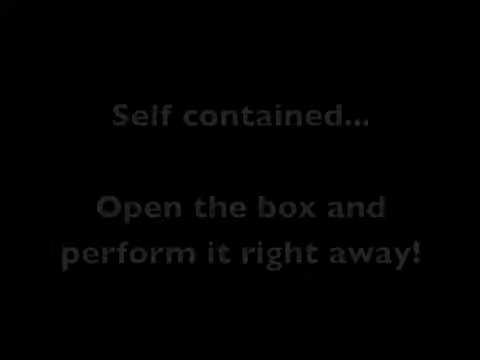 Self contained...
Open the box and
perform it right away!